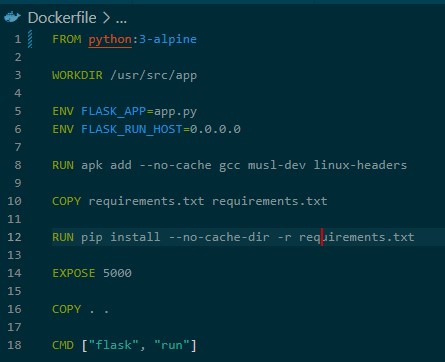 Dockerfile > ...
1 FROM python:3-alpine
2
3 WORKDIR /usr/src/app
4
5 ENV FLASK_APP=app.py
6 ENV FLASK_RUN_HOST=0.0.0.0
7
8 RUN apk add --no-cache gcc musl-dev linux-headers
9
10 COPY requirements.txt requirements.txt
11
12 RUN pip install --no-cache-dir -r requirements.txt
13
14 EXPOSE 5000
15
16 COPY . .
17
18 CMD ["flask", "run"]